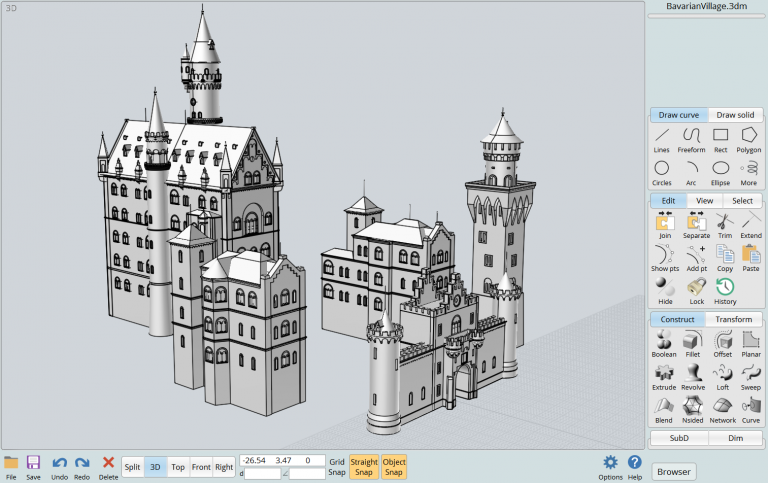 3D
BavarianVillage.3dm
Draw curve Draw solid
Lines Freeform Rect Polygon
Circles Arc Ellipse More
Edit View Select
Join Separate Trim Extend
Show pts Add pt Copy Paste
Hide Lock History
Construct Transform
Boolean Fillet Offset Planar
Extrude Revolve Loft Sweep
Blend Nsided Network Curve
SubD Dim
File Save Undo Redo Delete
Split 3D Top Front Right
-26.54 3.47 0
d
Grid Snap
Straight Snap
Object Snap
Options Help
Browser